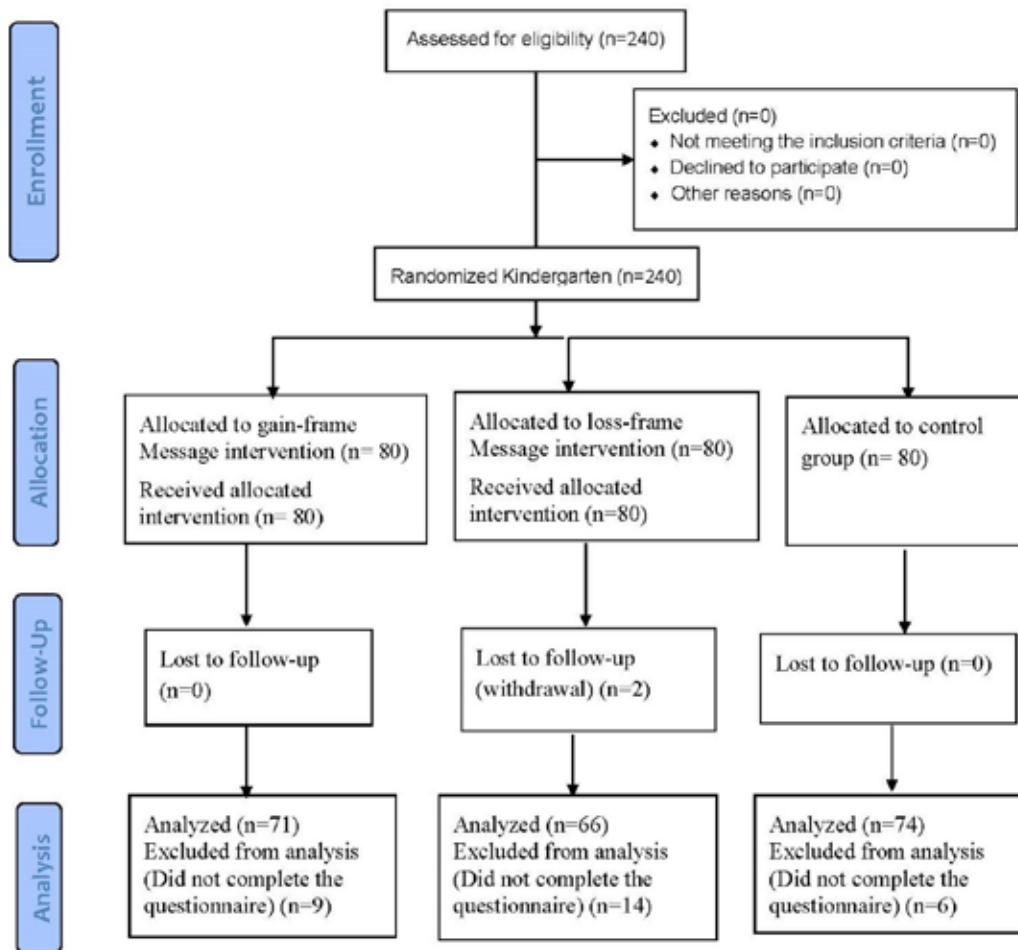 Enrollment
Assessed for eligibility (n=240)
Excluded (n=0)
♦ Not meeting the inclusion criteria (n=0)
♦ Declined to participate (n=0)
♦ Other reasons (n=0)
Randomized Kindergarten (n=240)
Allocation
Allocated to gain-frame
Message intervention (n= 80)
Received allocated
intervention (n= 80)
Allocated to loss-frame
Message intervention (n=80)
Received allocated
intervention (n=80)
Allocated to control
group (n= 80)
Follow-Up
Lost to follow-up
(n=0)
Lost to follow-up
(withdrawal) (n=2)
Lost to follow-up (n=0)
Analysis
Analyzed (n=71)
Excluded from analysis
(Did not complete the
questionnaire) (n=9)
Analyzed (n=66)
Excluded from analysis
(Did not complete the
questionnaire) (n=14)
Analyzed (n=74)
Excluded from analysis
(Did not complete the
questionnaire) (n=6)